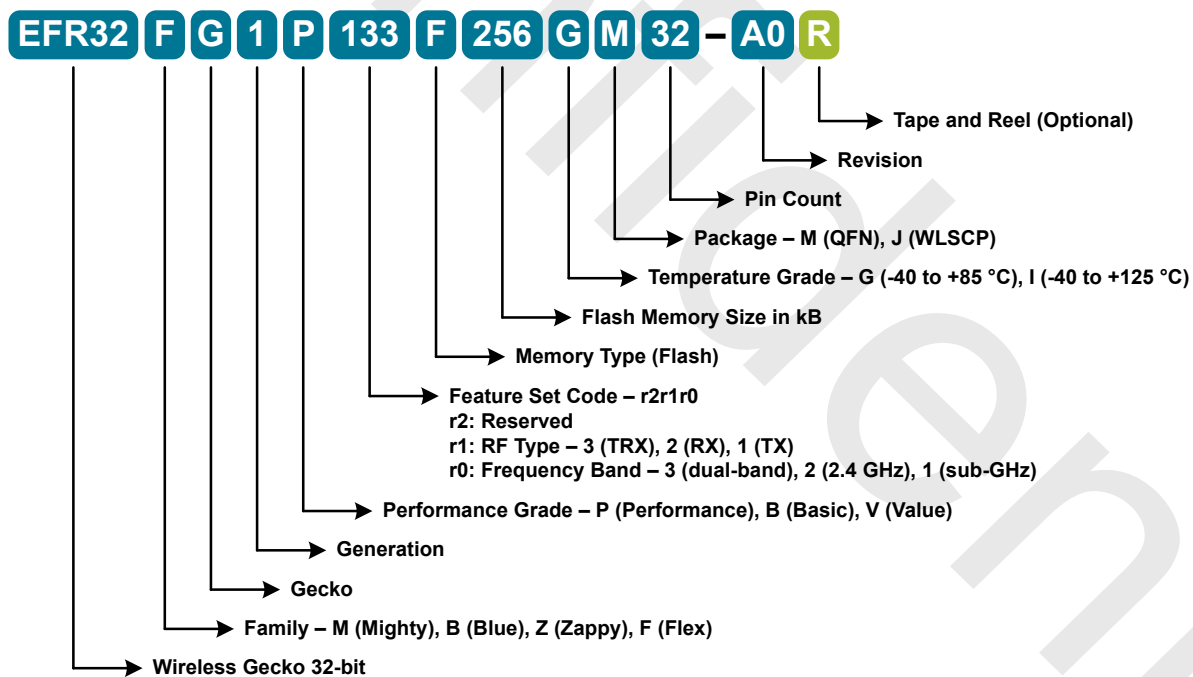 EFR32 F G 1 P 133 F 256 G M 32 – A0 R
Tape and Reel (Optional)
Revision
Pin Count
Package – M (QFN), J (WLSCP)
Temperature Grade – G (-40 to +85 °C), I (-40 to +125 °C)
Flash Memory Size in kB
Memory Type (Flash)
Feature Set Code – r2r1r0
r2: Reserved
r1: RF Type – 3 (TRX), 2 (RX), 1 (TX)
r0: Frequency Band – 3 (dual-band), 2 (2.4 GHz), 1 (sub-GHz)
Performance Grade – P (Performance), B (Basic), V (Value)
Generation
Gecko
Family – M (Mighty), B (Blue), Z (Zappy), F (Flex)
Wireless Gecko 32-bit